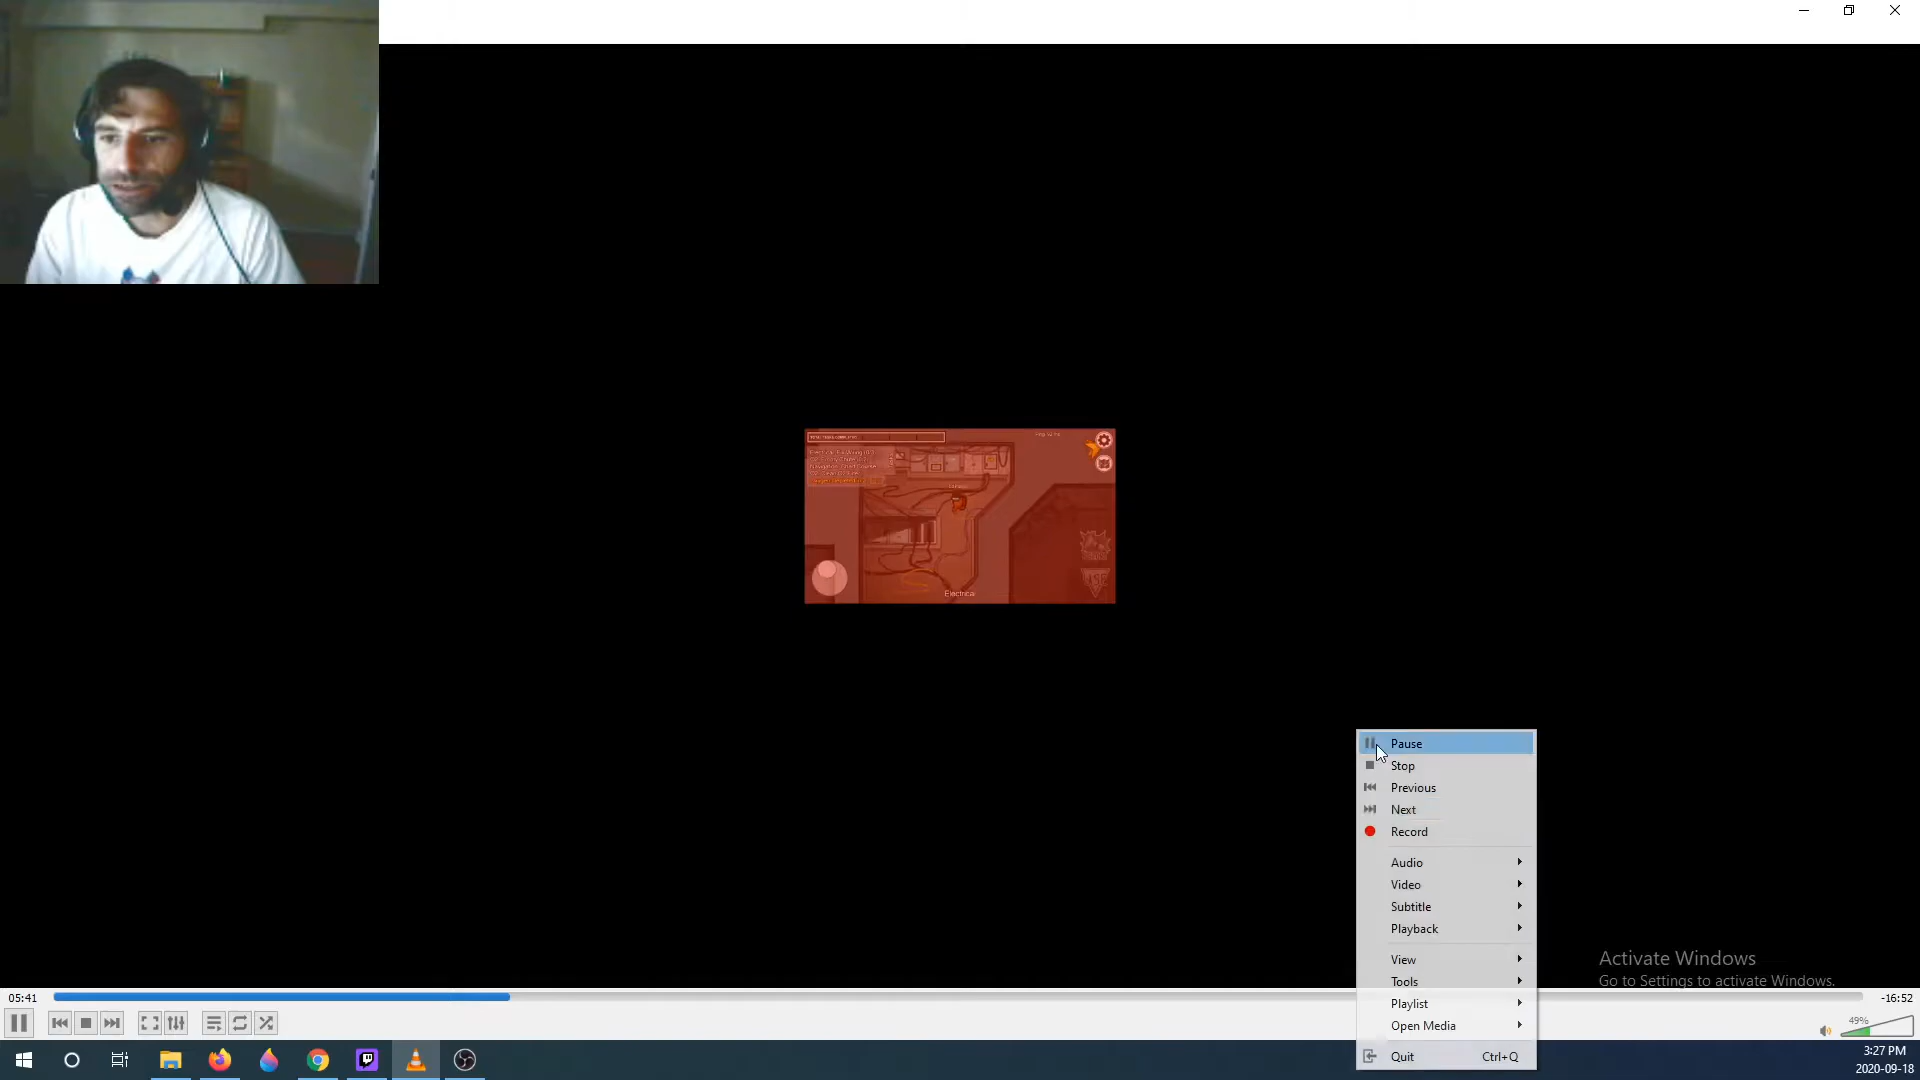 Electrical
Pause
Stop
Previous
Next
Record
Audio
Video
Subtitle
Playback
View
Tools
Playlist
Open Media
Quit Ctrl+Q
Activate Windows
Go to Settings to activate Windows.
05:41
-16:52
49%
3:27 PM
2020-09-18